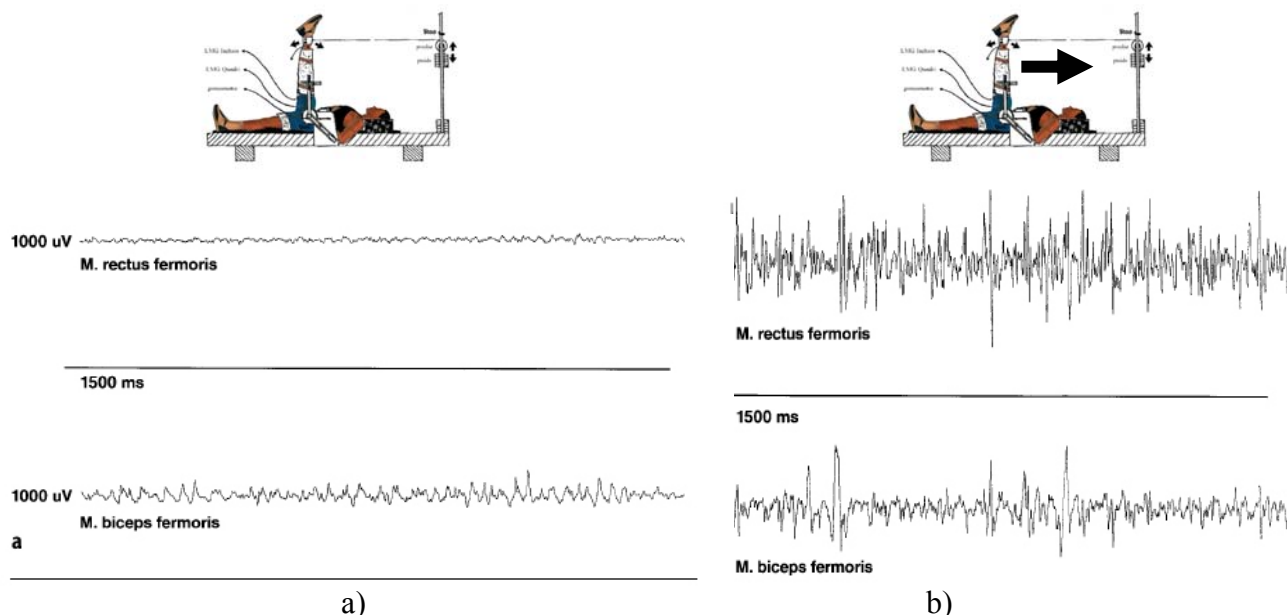 1000 uV
M. rectus fermoris
1500 ms
1000 uV
M. biceps fermoris
a
a)
M. rectus fermoris
1500 ms
M. biceps fermoris
b)